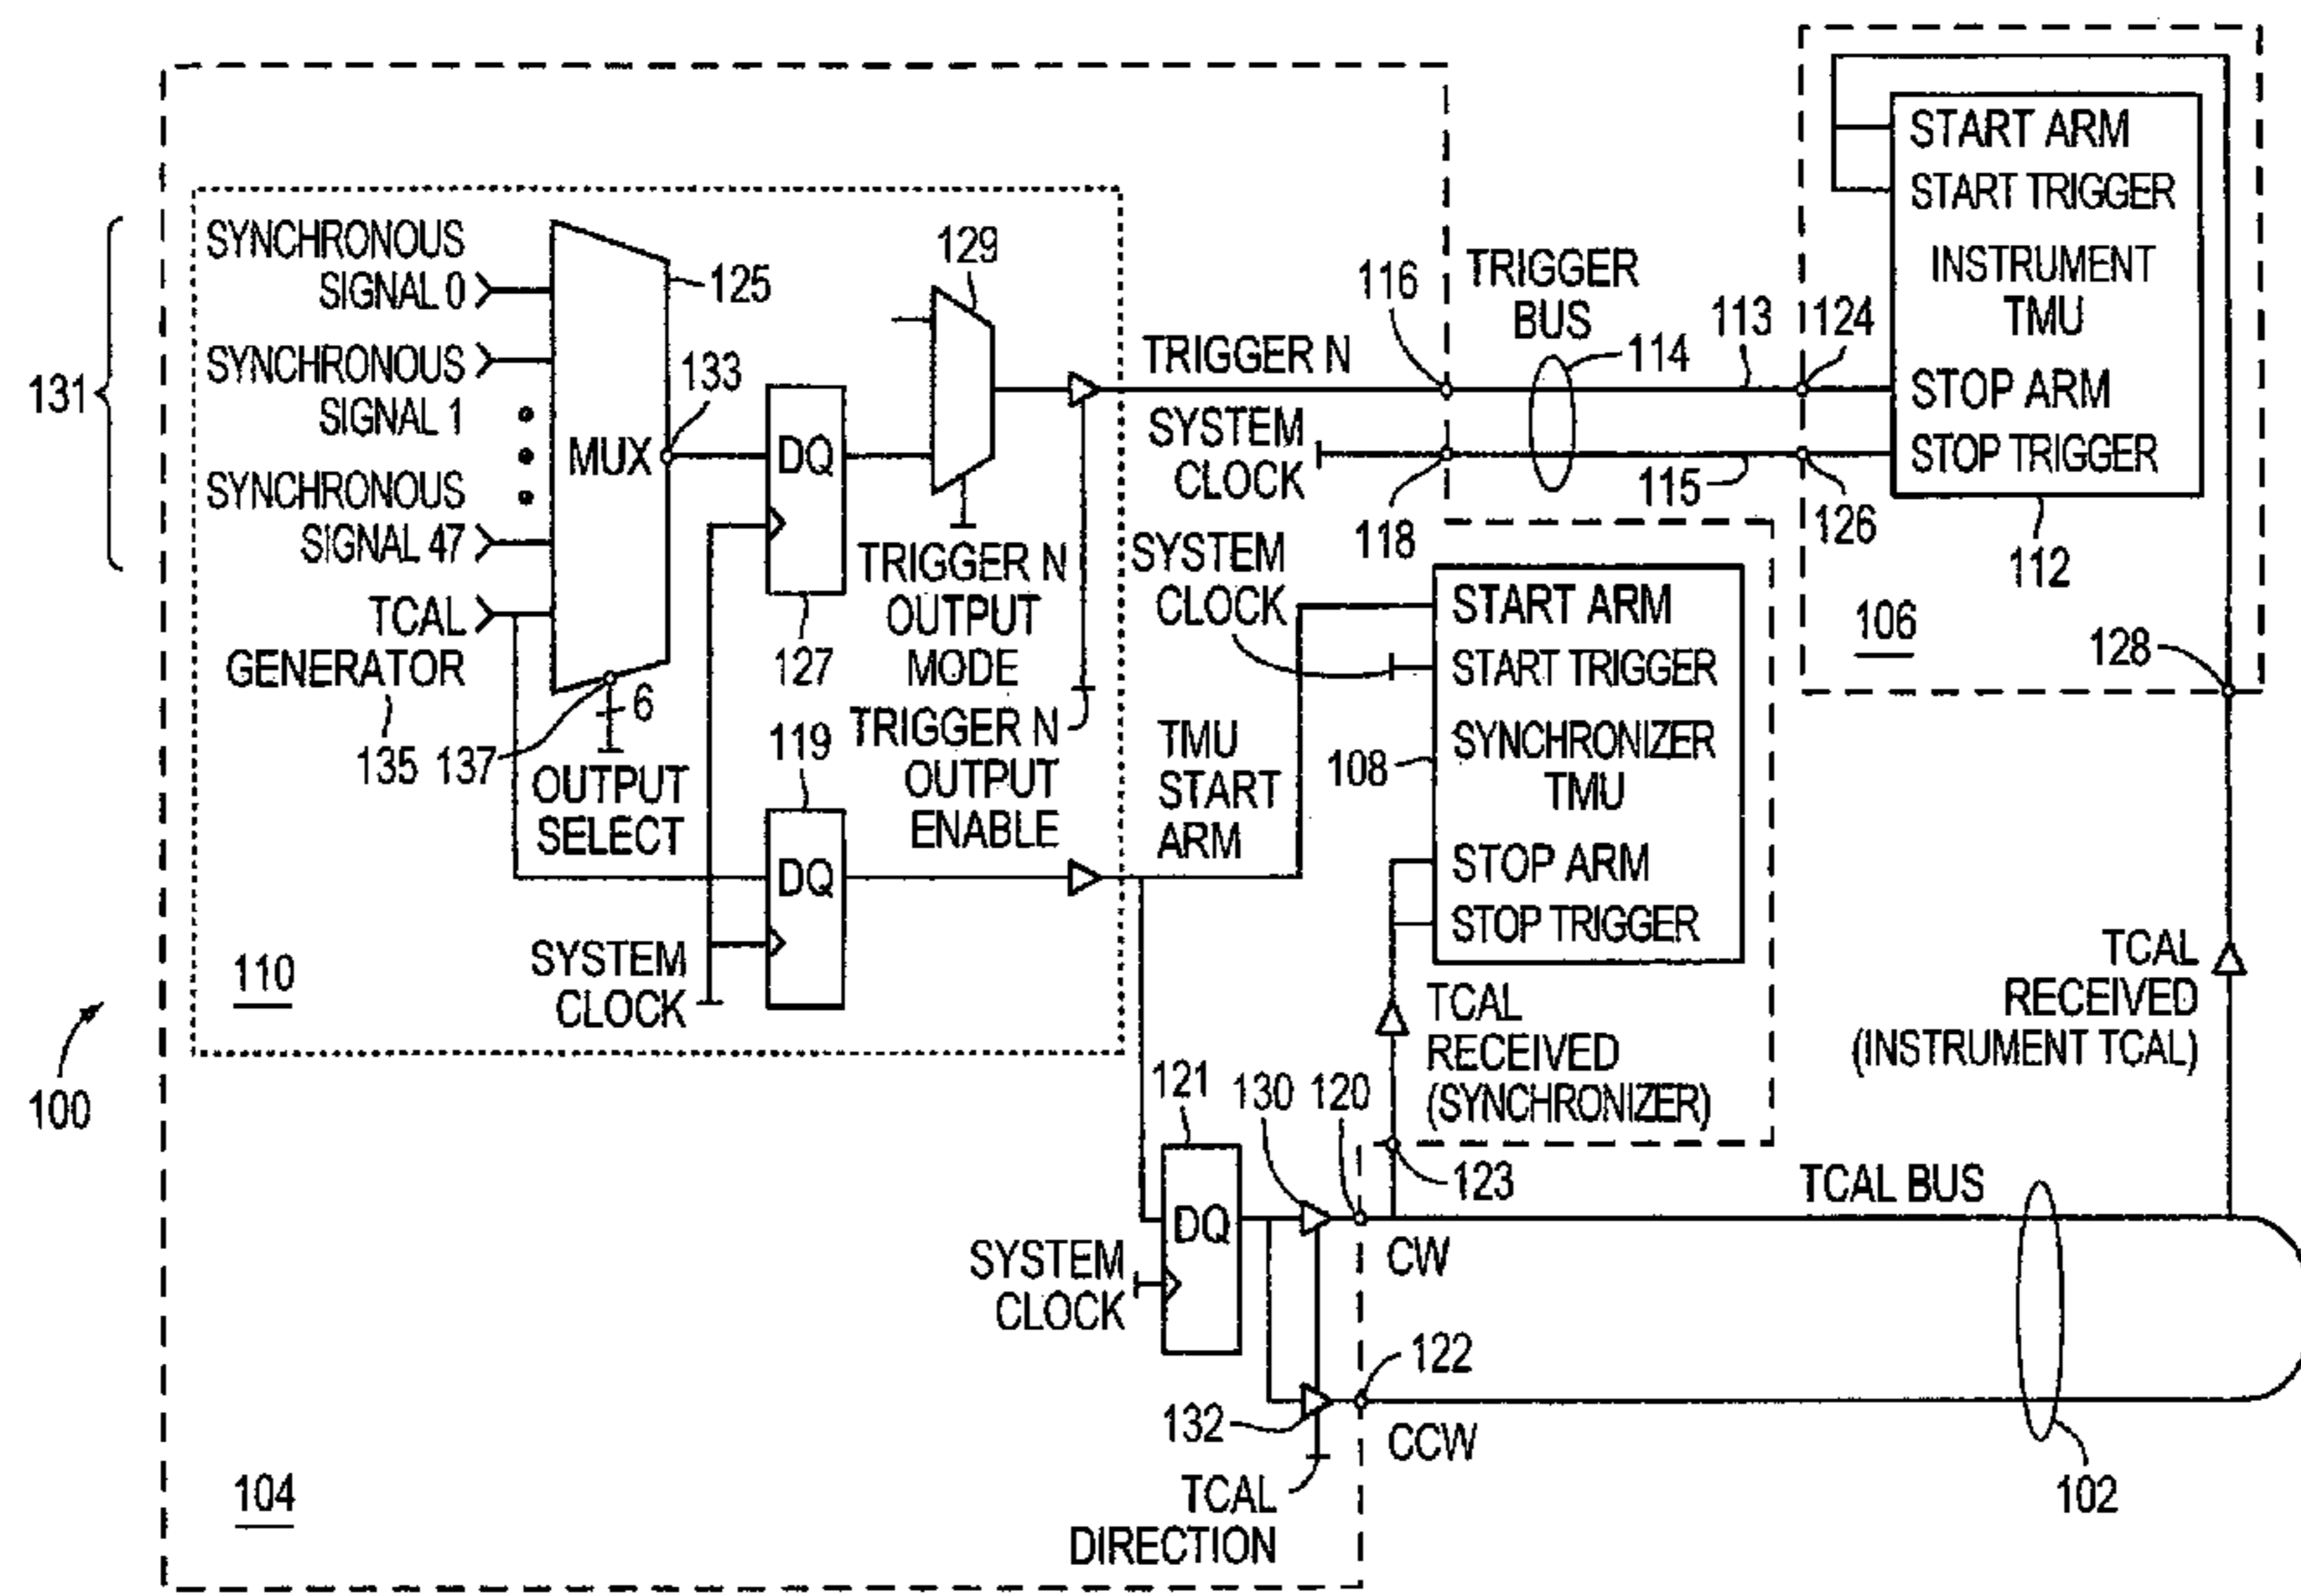 SYNCHRONOUS
SIGNAL 0
SYNCHRONOUS
SIGNAL 1
SYNCHRONOUS
SIGNAL 47
TCAL
GENERATOR
131
135
137
6
OUTPUT
SELECT
MUX
125
133
DQ
127
119
DQ
SYSTEM
CLOCK
110
129
TRIGGER N
OUTPUT
MODE
TRIGGER N
OUTPUT
ENABLE
TRIGGER N
SYSTEM
CLOCK
116
118
TRIGGER
BUS
114
113
115
124
126
START ARM
START TRIGGER
INSTRUMENT
TMU
STOP ARM
STOP TRIGGER
112
106
128
SYSTEM
CLOCK
TMU
START
ARM
108
START ARM
START TRIGGER
SYNCHRONIZER
TMU
STOP ARM
STOP TRIGGER
TCAL
RECEIVED
(SYNCHRONIZER)
TCAL
RECEIVED
(INSTRUMENT TCAL)
100
121
130
120
123
DQ
SYSTEM
CLOCK
CW
TCAL BUS
122
132
CCW
TCAL
DIRECTION
102
104